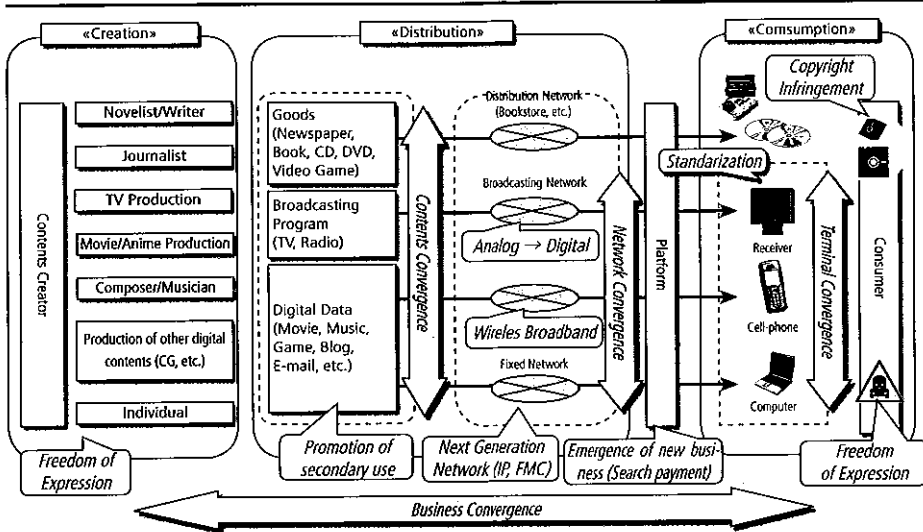 «Creation»
«Distribution»
«Comsumption»
Contents Creator
Novelist/Writer
Journalist
TV Production
Movie/Anime Production
Composer/Musician
Production of other digital
contents (CG, etc.)
Individual
Freedom of
Expression
Goods
(Newspaper,
Book, CD, DVD,
Video Game)
Broadcasting
Program
(TV, Radio)
Digital Data
(Movie, Music,
Game, Blog,
E-mail, etc.)
Promotion of
secondary use
Contents Convergence
Distribution Network
(Bookstore, etc.)
Broadcasting Network
Analog → Digital
Wireles Broadband
Fixed Network
Next Generation
Network (IP, FMC)
Network Convergence
Platform
Emergence of new busi-
ness (Search payment)
Copyright
Infringement
Standarization
Receiver
Cell-phone
Computer
Terminal Convergence
Consumer
Freedom
of Expression
Business Convergence